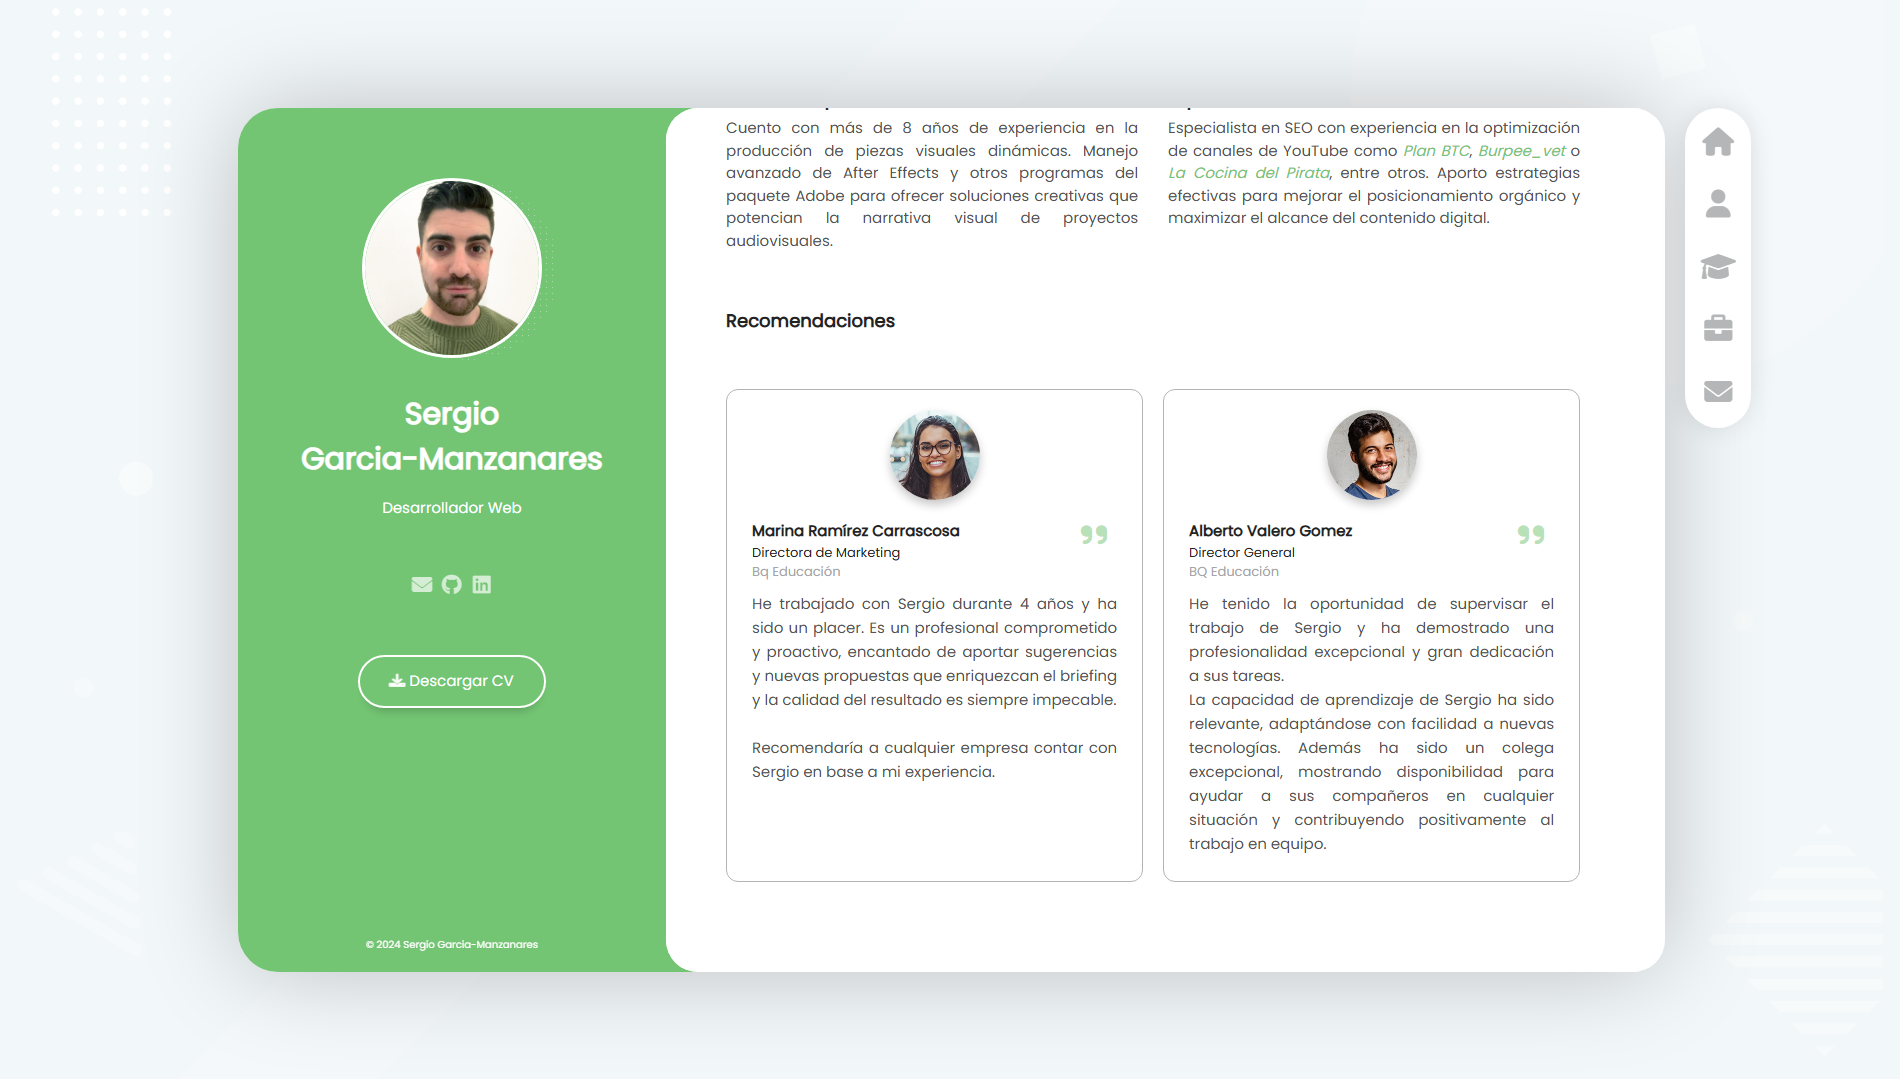 Sergio
Garcia-Manzanares
Desarrollador Web
Descargar CV
© 2024 Sergio Garcia-Manzanares
Cuento con más de 8 años de experiencia en la
producción de piezas visuales dinámicas. Manejo
avanzado de After Effects y otros programas del
paquete Adobe para ofrecer soluciones creativas que
potencian la narrativa visual de proyectos
audiovisuales.
Especialista en SEO con experiencia en la optimización
de canales de YouTube como Plan BTC, Burpee_vet o
La Cocina del Pirata, entre otros. Aporto estrategias
efectivas para mejorar el posicionamiento orgánico y
maximizar el alcance del contenido digital.
Recomendaciones
Marina Ramírez Carrascosa
Directora de Marketing
Bq Educación
He trabajado con Sergio durante 4 años y ha
sido un placer. Es un profesional comprometido
y proactivo, encantado de aportar sugerencias
y nuevas propuestas que enriquezcan el briefing
y la calidad del resultado es siempre impecable.
Recomendaría a cualquier empresa contar con
Sergio en base a mi experiencia.
Alberto Valero Gomez
Director General
BQ Educación
He tenido la oportunidad de supervisar el
trabajo de Sergio y ha demostrado una
profesionalidad excepcional y gran dedicación
a sus tareas.
La capacidad de aprendizaje de Sergio ha sido
relevante, adaptándose con facilidad a nuevas
tecnologías. Además ha sido un colega
excepcional, mostrando disponibilidad para
ayudar a sus compañeros en cualquier
situación y contribuyendo positivamente al
trabajo en equipo.